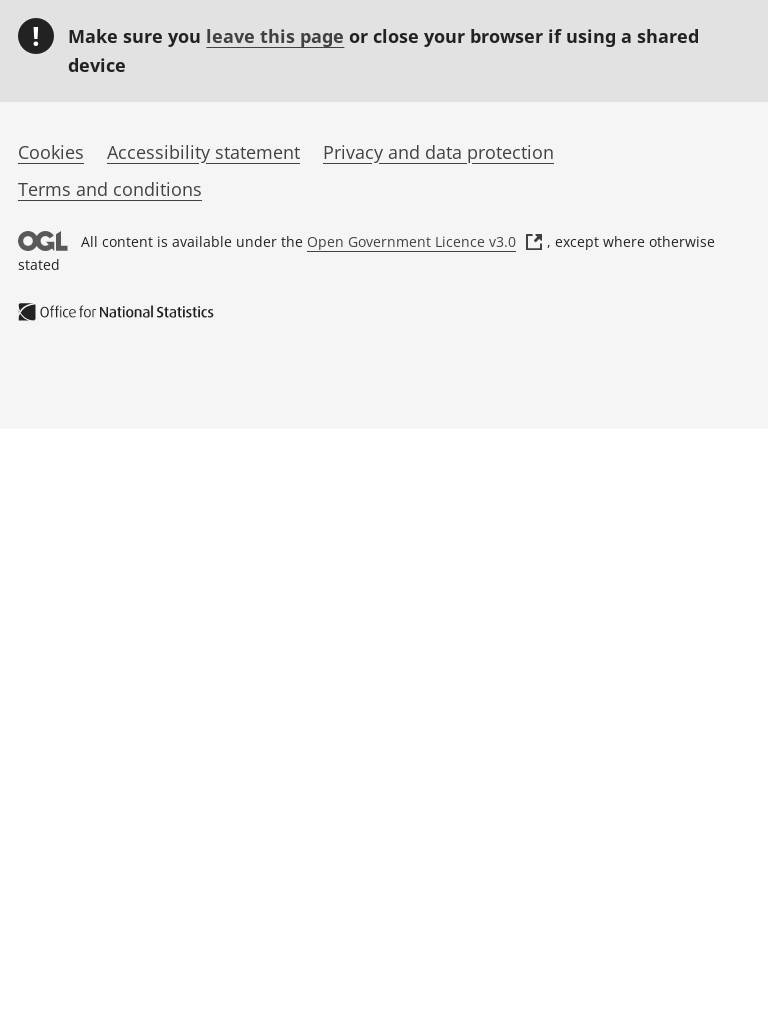 Make sure you leave this page or close your browser if using a shared
device
Cookies Accessibility statement Privacy and data protection
Terms and conditions
OGL All content is available under the Open Government Licence v3.0 , except where otherwise
stated
Office for National Statistics